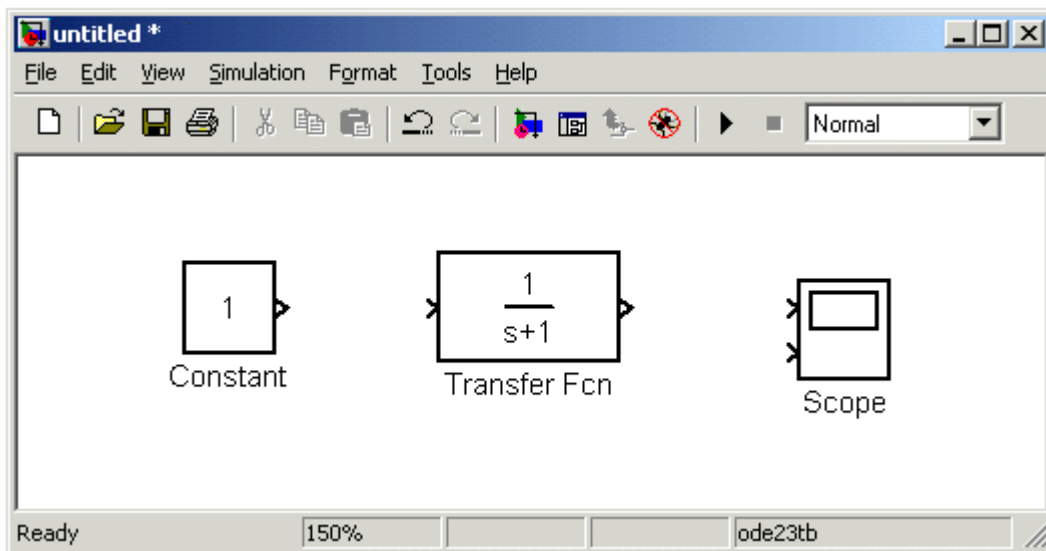 untitled *
File Edit View Simulation Format Tools Help
Normal
1
Constant
1
s+1
Transfer Fcn
Scope
Ready 150% ode23tb